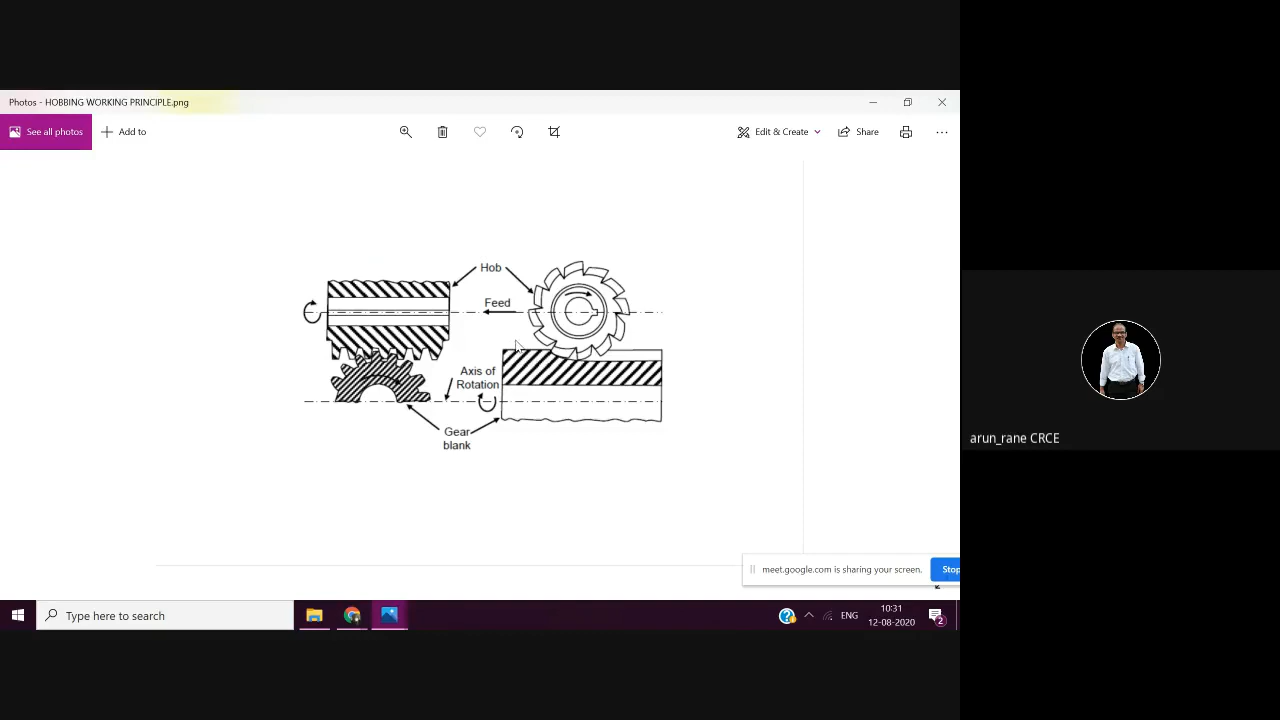 Photos - HOBBING WORKING PRINCIPLE.png
See all photos
Add to
Edit & Create
Share
Hob
Feed
Axis of
Rotation
Gear
blank
arun_rane CRCE
meet.google.com is sharing your screen.
Stop
Type here to search
ENG
10:31
12-08-2020
2